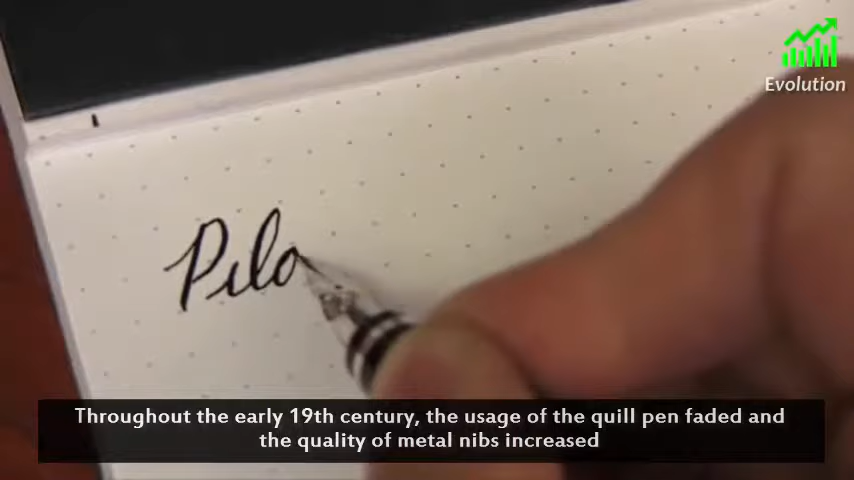 Evolution
Pilo
Throughout the early 19th century, the usage of the quill pen faded and
the quality of metal nibs increased